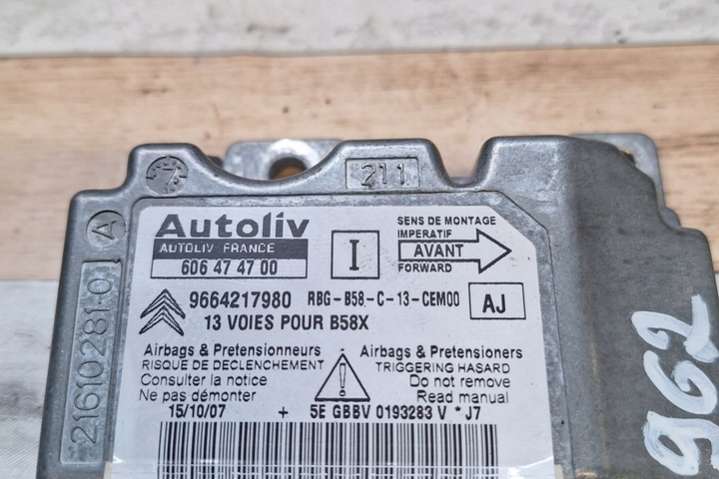 7
211
A
21610281-01
Autoliv
AUTOLIV FRANCE
606 47 47 00
I
SENS DE MONTAGE
IMPERATIF
AVANT
FORWARD
9664217980 RBG-B58-C-13-CEM00
AJ
13 VOIES POUR B58X
Airbags & Pretensionneurs
RISQUE DE DECLENCHEMENT
Consulter la notice
Ne pas démonter
Airbags & Pretensioners
TRIGGERING HASARD
Do not remove
Read manual
15/10/07 + 5E GBBV 0193283 V * J7
962